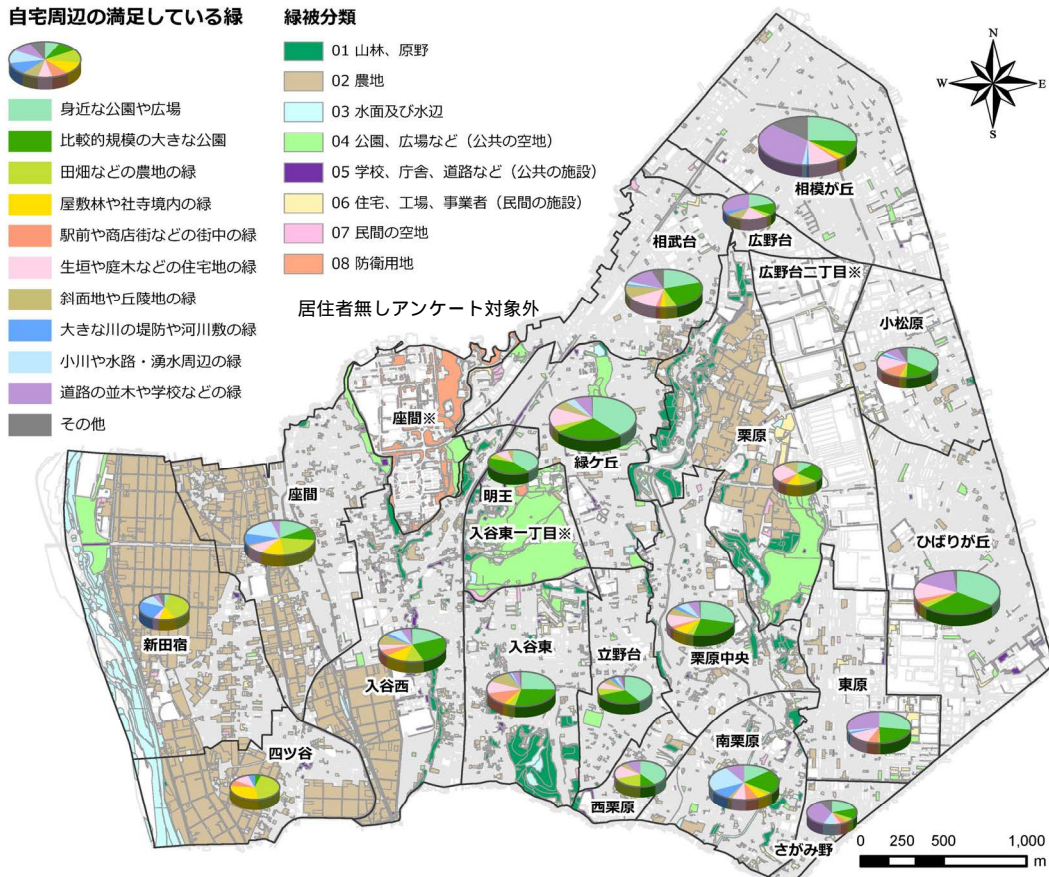 自宅周辺の満足している緑
身近な公園や広場
比較的規模の大きな公園
田畑などの農地の緑
屋敷林や社寺境内の緑
駅前や商店街などの街中の緑
生垣や庭木などの住宅地の緑
斜面地や丘陵地の緑
大きな川の堤防や河川敷の緑
小川や水路・湧水周辺の緑
道路の並木や学校などの緑
その他
緑被分類
01 山林、原野
02 農地
03 水面及び水辺
04 公園、広場など（公共の空地）
05 学校、庁舎、道路など（公共の施設）
06 住宅、工場、事業者（民間の施設）
07 民間の空地
08 防衛用地
居住者無しアンケート対象外
N
W
E
S
相模が丘
広野台
相武台
広野台二丁目※
小松原
座間※
栗原
緑ケ丘
明王
座間
入谷東一丁目※
ひばりが丘
新田宿
入谷西
入谷東
立野台
栗原中央
東原
四ツ谷
南栗原
西栗原
さがみ野
0 250 500 1,000
m